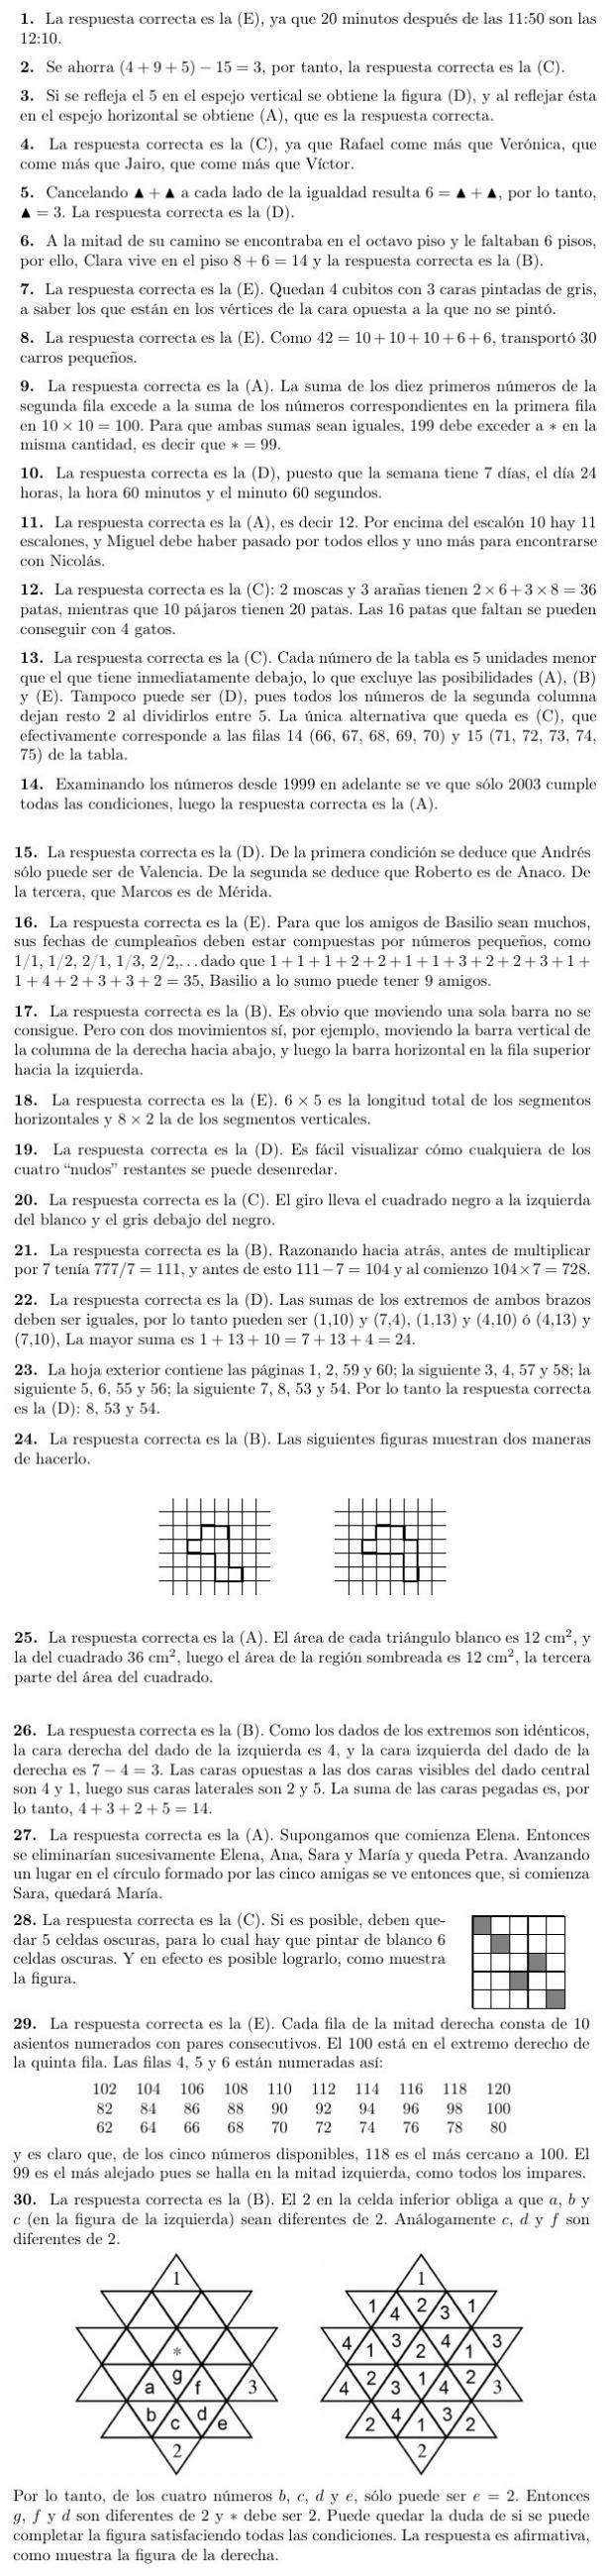 1. La respuesta correcta es la (E), ya que 20 minutos después de las 11:50 son las
12:10.
2. Se ahorra (4 + 9 + 5) − 15 = 3, por tanto, la respuesta correcta es la (C).
3. Si se refleja el 5 en el espejo vertical se obtiene la figura (D), y al reflejar ésta
en el espejo horizontal se obtiene (A), que es la respuesta correcta.
4. La respuesta correcta es la (C), ya que Rafael come más que Verónica, que
come más que Jairo, que come más que Víctor.
5. Cancelando ▲ + ▲ a cada lado de la igualdad resulta 6 = ▲ + ▲, por lo tanto,
▲ = 3. La respuesta correcta es la (D).
6. A la mitad de su camino se encontraba en el octavo piso y le faltaban 6 pisos,
por ello, Clara vive en el piso 8 + 6 = 14 y la respuesta correcta es la (B).
7. La respuesta correcta es la (E). Quedan 4 cubitos con 3 caras pintadas de gris,
a saber los que están en los vértices de la cara opuesta a la que no se pintó.
8. La respuesta correcta es la (E). Como 42 = 10 + 10 + 10 + 6 + 6, transportó 30
carros pequeños.
9. La respuesta correcta es la (A). La suma de los diez primeros números de la
segunda fila excede a la suma de los números correspondientes en la primera fila
en 10 × 10 = 100. Para que ambas sumas sean iguales, 199 debe exceder a ∗ en la
misma cantidad, es decir que ∗ = 99.
10. La respuesta correcta es la (D), puesto que la semana tiene 7 días, el día 24
horas, la hora 60 minutos y el minuto 60 segundos.
11. La respuesta correcta es la (A), es decir 12. Por encima del escalón 10 hay 11
escalones, y Miguel debe haber pasado por todos ellos y uno más para encontrarse
con Nicolás.
12. La respuesta correcta es la (C): 2 moscas y 3 arañas tienen 2 × 6 + 3 × 8 = 36
patas, mientras que 10 pájaros tienen 20 patas. Las 16 patas que faltan se pueden
conseguir con 4 gatos.
13. La respuesta correcta es la (C). Cada número de la tabla es 5 unidades menor
que el que tiene inmediatamente debajo, lo que excluye las posibilidades (A), (B)
y (E). Tampoco puede ser (D), pues todos los números de la segunda columna
dejan resto 2 al dividirlos entre 5. La única alternativa que queda es (C), que
efectivamente corresponde a las filas 14 (66, 67, 68, 69, 70) y 15 (71, 72, 73, 74,
75) de la tabla.
14. Examinando los números desde 1999 en adelante se ve que sólo 2003 cumple
todas las condiciones, luego la respuesta correcta es la (A).
15. La respuesta correcta es la (D). De la primera condición se deduce que Andrés
sólo puede ser de Valencia. De la segunda se deduce que Roberto es de Anaco. De
la tercera, que Marcos es de Mérida.
16. La respuesta correcta es la (E). Para que los amigos de Basilio sean muchos,
sus fechas de cumpleaños deben estar compuestas por números pequeños, como
1/1, 1/2, 2/1, 1/3, 2/2,. . . dado que 1 + 1 + 1 + 2 + 2 + 1 + 1 + 3 + 2 + 2 + 3 + 1 +
1 + 4 + 2 + 3 + 3 + 2 = 35, Basilio a lo sumo puede tener 9 amigos.
17. La respuesta correcta es la (B). Es obvio que moviendo una sola barra no se
consigue. Pero con dos movimientos sí, por ejemplo, moviendo la barra vertical de
la columna de la derecha hacia abajo, y luego la barra horizontal en la fila superior
hacia la izquierda.
18. La respuesta correcta es la (E). 6 × 5 es la longitud total de los segmentos
horizontales y 8 × 2 la de los segmentos verticales.
19. La respuesta correcta es la (D). Es fácil visualizar cómo cualquiera de los
cuatro “nudos” restantes se puede desenredar.
20. La respuesta correcta es la (C). El giro lleva el cuadrado negro a la izquierda
del blanco y el gris debajo del negro.
21. La respuesta correcta es la (B). Razonando hacia atrás, antes de multiplicar
por 7 tenía 777/7 = 111, y antes de esto 111 − 7 = 104 y al comienzo 104 × 7 = 728.
22. La respuesta correcta es la (D). Las sumas de los extremos de ambos brazos
deben ser iguales, por lo tanto pueden ser (1,10) y (7,4), (1,13) y (4,10) ó (4,13) y
(7,10), La mayor suma es 1 + 13 + 10 = 7 + 13 + 4 = 24.
23. La hoja exterior contiene las páginas 1, 2, 59 y 60; la siguiente 3, 4, 57 y 58; la
siguiente 5, 6, 55 y 56; la siguiente 7, 8, 53 y 54. Por lo tanto la respuesta correcta
es la (D): 8, 53 y 54.
24. La respuesta correcta es la (B). Las siguientes figuras muestran dos maneras
de hacerlo.
25. La respuesta correcta es la (A). El área de cada triángulo blanco es 12 cm², y
la del cuadrado 36 cm², luego el área de la región sombreada es 12 cm², la tercera
parte del área del cuadrado.
26. La respuesta correcta es la (B). Como los dados de los extremos son idénticos,
la cara derecha del dado de la izquierda es 4, y la cara izquierda del dado de la
derecha es 7 − 4 = 3. Las caras opuestas a las dos caras visibles del dado central
son 4 y 1, luego sus caras laterales son 2 y 5. La suma de las caras pegadas es, por
lo tanto, 4 + 3 + 2 + 5 = 14.
27. La respuesta correcta es la (A). Supongamos que comienza Elena. Entonces
se eliminarían sucesivamente Elena, Ana, Sara y María y queda Petra. Avanzando
un lugar en el círculo formado por las cinco amigas se ve entonces que, si comienza
Sara, quedará María.
28. La respuesta correcta es la (C). Si es posible, deben que-
dar 5 celdas oscuras, para lo cual hay que pintar de blanco 6
celdas oscuras. Y en efecto es posible lograrlo, como muestra
la figura.
29. La respuesta correcta es la (E). Cada fila de la mitad derecha consta de 10
asientos numerados con pares consecutivos. El 100 está en el extremo derecho de
la quinta fila. Las filas 4, 5 y 6 están numeradas así:
102 104 106 108 110 112 114 116 118 120
82 84 86 88 90 92 94 96 98 100
62 64 66 68 70 72 74 76 78 80
y es claro que, de los cinco números disponibles, 118 es el más cercano a 100. El
99 es el más alejado pues se halla en la mitad izquierda, como todos los impares.
30. La respuesta correcta es la (B). El 2 en la celda inferior obliga a que a, b y
c (en la figura de la izquierda) sean diferentes de 2. Análogamente c, d y f son
diferentes de 2.
1
*
a g f 3
b c d e
2
1
1 4 2 3 1
4 1 3 2 4 1 3
4 2 3 1 4 2 3
2 4 1 3 2
2
Por lo tanto, de los cuatro números b, c, d y e, sólo puede ser e = 2. Entonces
g, f y d son diferentes de 2 y ∗ debe ser 2. Puede quedar la duda de si se puede
completar la figura satisfaciendo todas las condiciones. La respuesta es afirmativa,
como muestra la figura de la derecha.